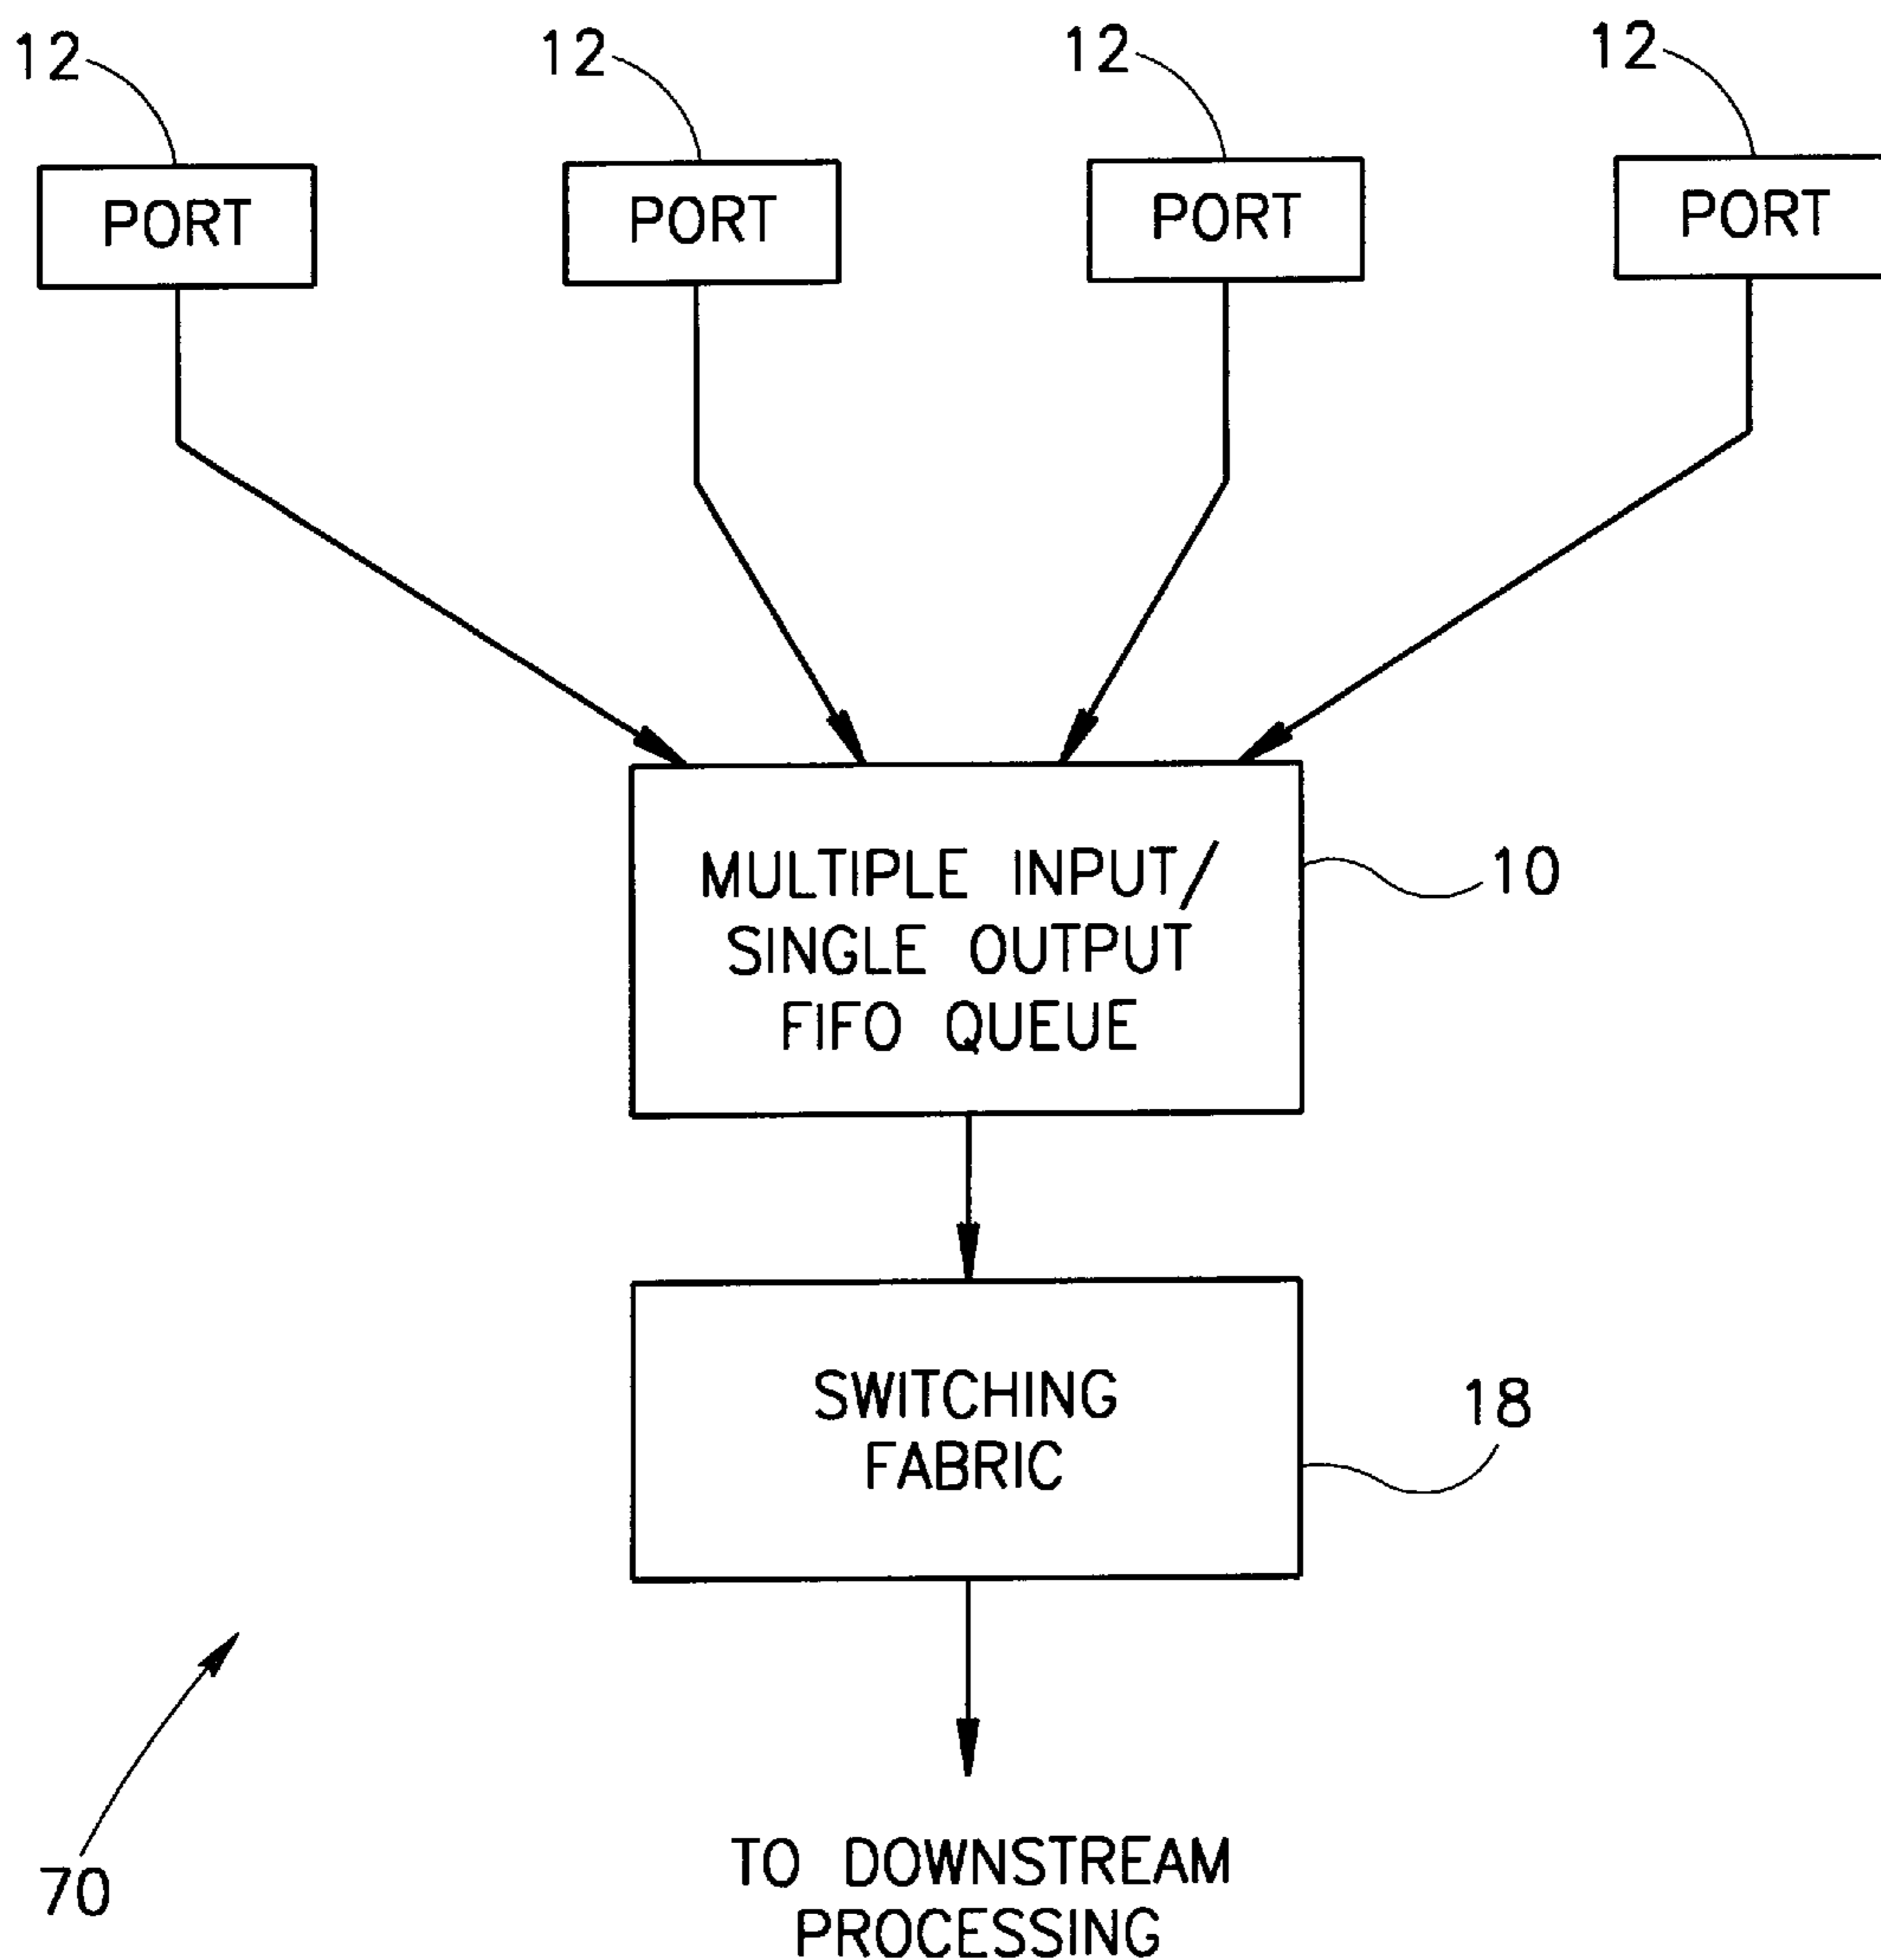 12 12 12 12
PORT PORT PORT PORT
MULTIPLE INPUT/
10
SINGLE OUTPUT
FIFO QUEUE
SWITCHING
18
FABRIC
TO DOWNSTREAM
70
PROCESSING